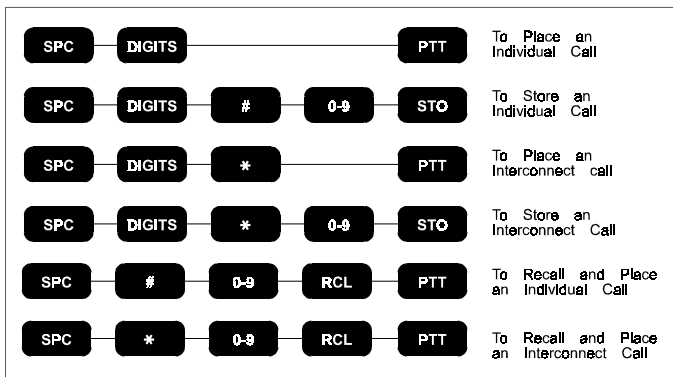 SPC DIGITS PTT To Place an
Individual Call
SPC DIGITS # 0-9 STO To Store an
Individual Call
SPC DIGITS * PTT To Place an
Interconnect call
SPC DIGITS * 0-9 STO To Store an
Interconnect Call
SPC # 0-9 RCL PTT To Recall and Place
an Individual Call
SPC * 0-9 RCL PTT To Recall and Place
an Interconnect Call